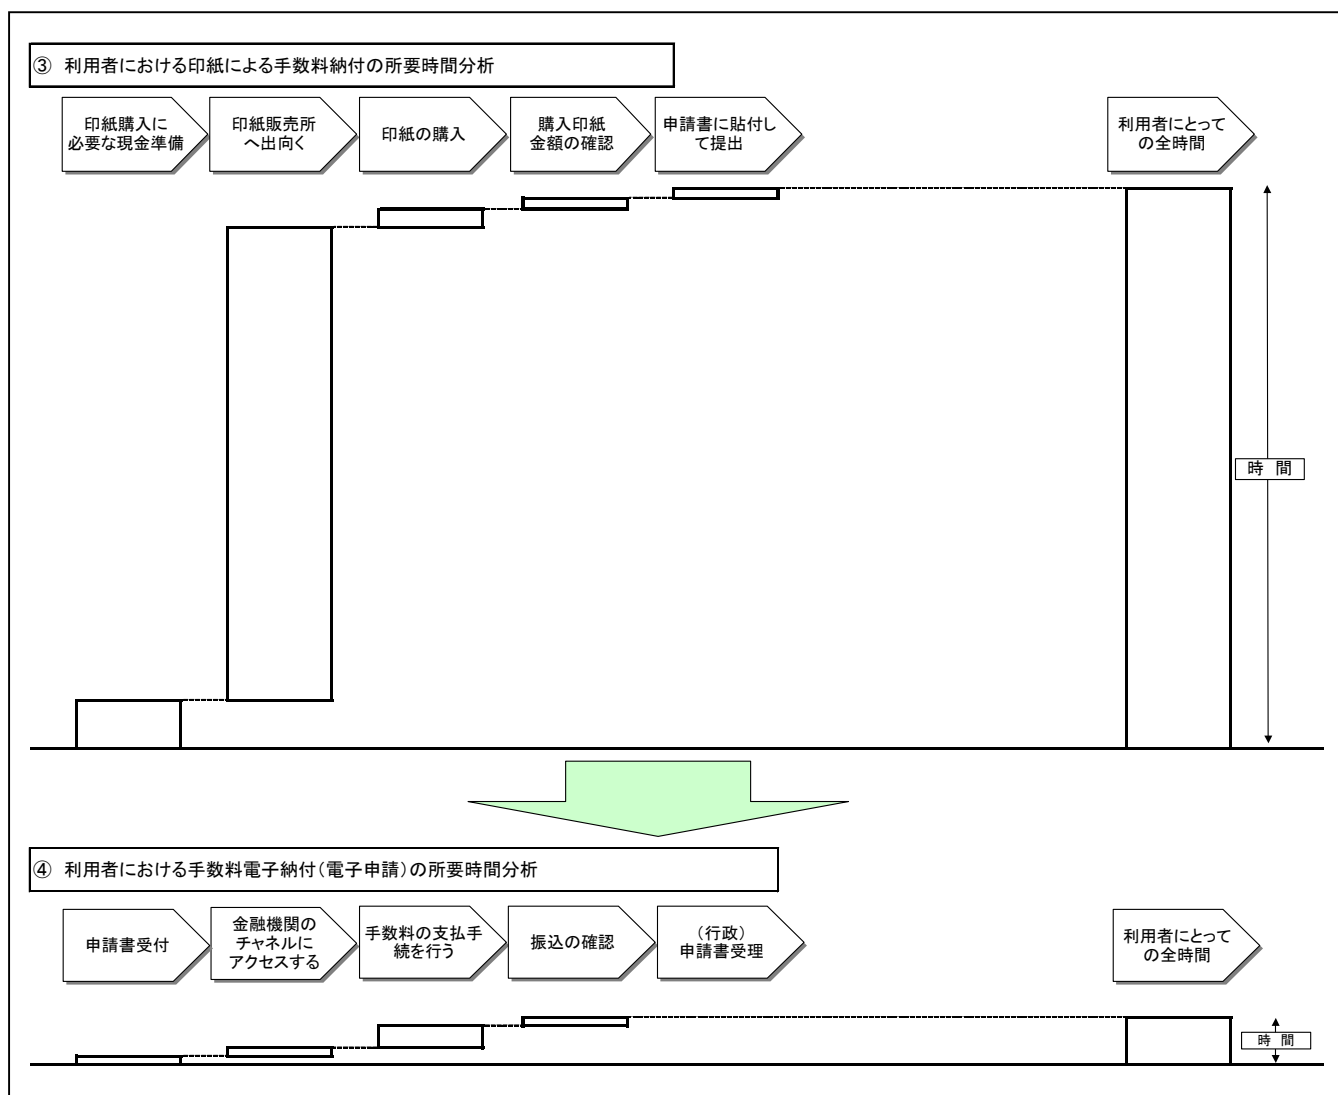 ③ 利用者における印紙による手数料納付の所要時間分析
印紙購入に
必要な現金準備
印紙販売所
へ出向く
印紙の購入
購入印紙
金額の確認
申請書に貼付し
て提出
利用者にとって
の全時間
時 間
④ 利用者における手数料電子納付(電子申請)の所要時間分析
申請書受付
金融機関の
チャネルに
アクセスする
手数料の支払手
続を行う
振込の確認
(行政)
申請書受理
利用者にとって
の全時間
時 間